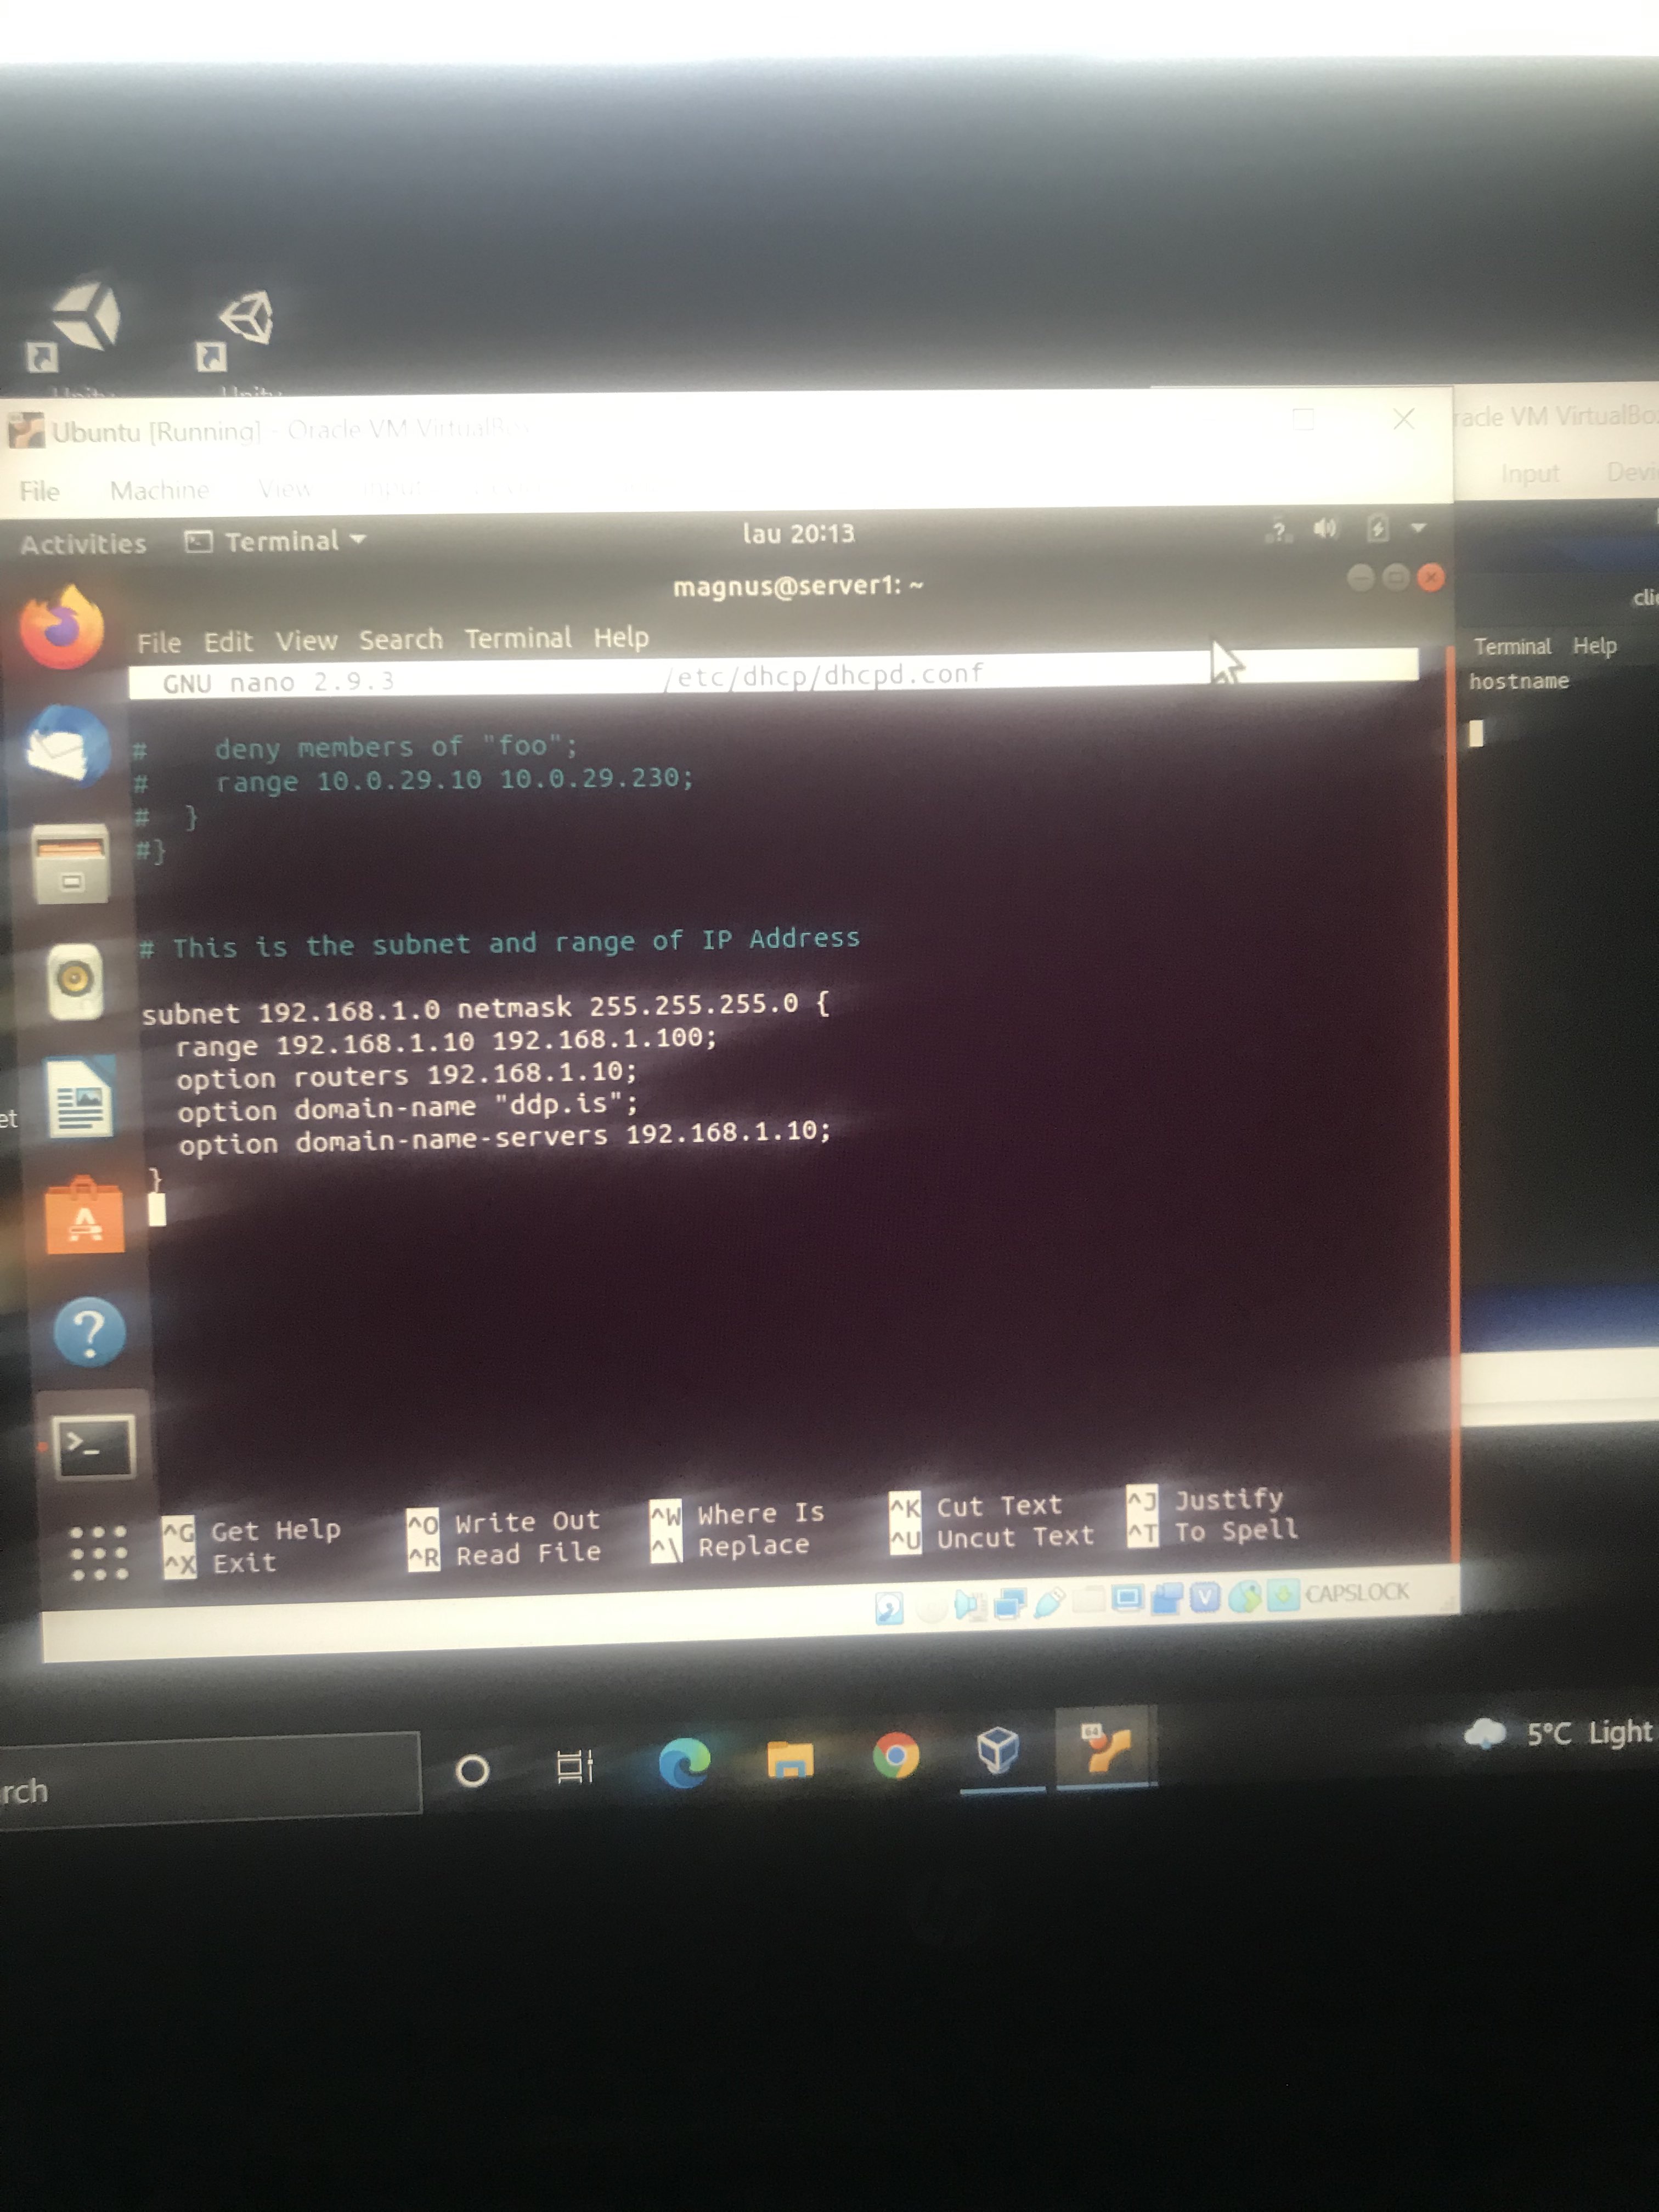 Ubuntu [Running] - Oracle VM VirtualBox
racle VM VirtualBo
File Machine View Input
Input Devi
Activities Terminal lau 20:13
magnus@server1: ~
cli
File Edit View Search Terminal Help
Terminal Help
GNU nano 2.9.3 /etc/dhcp/dhcpd.conf
hostname
# deny members of "foo";
# range 10.0.29.10 10.0.29.230;
# }
#}
# This is the subnet and range of IP Address
subnet 192.168.1.0 netmask 255.255.255.0 {
range 192.168.1.10 192.168.1.100;
option routers 192.168.1.10;
option domain-name "ddp.is";
option domain-name-servers 192.168.1.10;
}
et
^G Get Help ^O Write Out ^W Where Is ^K Cut Text ^J Justify
^X Exit ^R Read File ^\ Replace ^U Uncut Text ^T To Spell
CAPSLOCK
rch
64
5°C Light